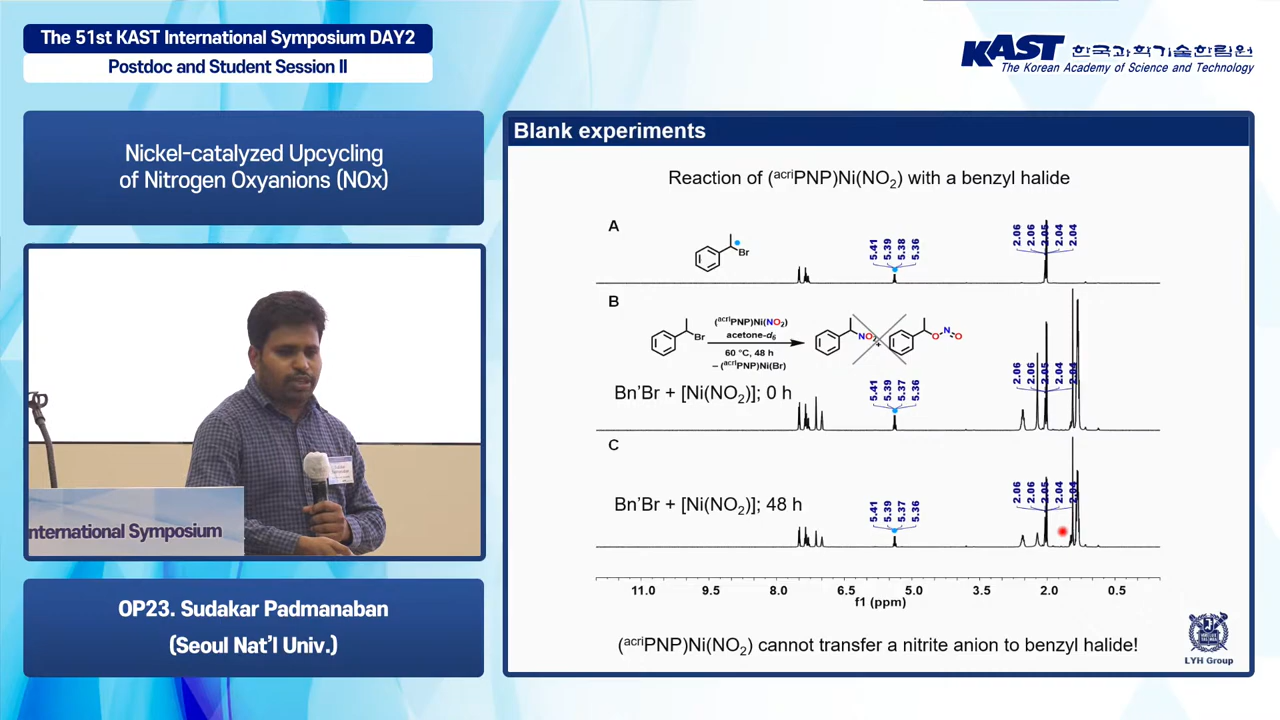 The 51st KAST International Symposium DAY2
Postdoc and Student Session II
KAST 한국과학기술한림원
The Korean Academy of Science and Technology
Nickel-catalyzed Upcycling
of Nitrogen Oxyanions (NOx)
nternational Symposium
OP23. Sudakar Padmanaban
(Seoul Nat'l Univ.)
Blank experiments
Reaction of (acriPNP)Ni(NO2) with a benzyl halide
A
Br
5.41 5.39 5.38 5.36
2.06 2.06 2.05 2.04 2.04
B
Br
(acriPNP)Ni(NO2)
acetone-d6
60 °C, 48 h
– (acriPNP)Ni(Br)
NO2 + O N O
Bn'Br + [Ni(NO2)]; 0 h
5.41 5.39 5.37 5.36
2.06 2.06 2.05 2.04 2.04
C
Bn'Br + [Ni(NO2)]; 48 h
5.41 5.39 5.37 5.36
2.06 2.06 2.05 2.04 2.04
11.0 9.5 8.0 6.5 5.0 3.5 2.0 0.5
f1 (ppm)
(acriPNP)Ni(NO2) cannot transfer a nitrite anion to benzyl halide!
LYH Group